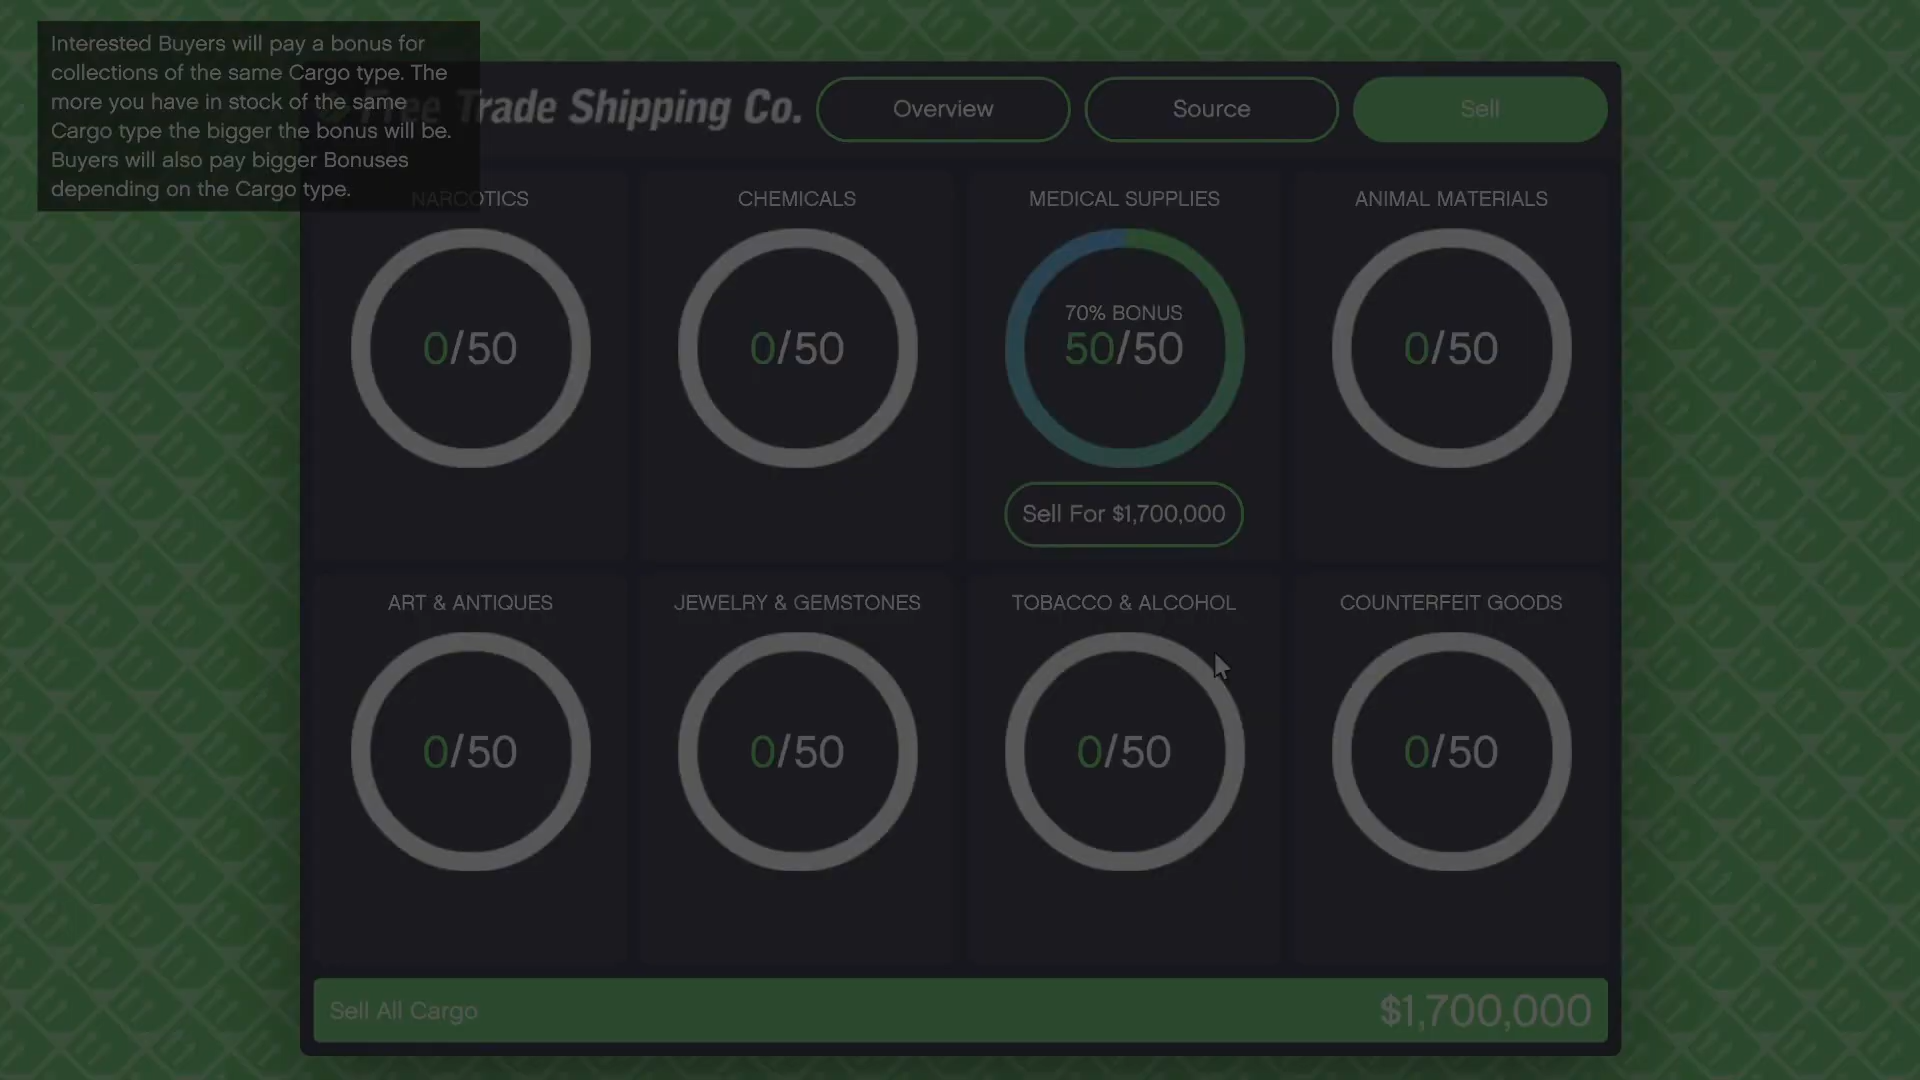 Interested Buyers will pay a bonus for
collections of the same Cargo type. The
more you have in stock of the same
Cargo type the bigger the bonus will be.
Buyers will also pay bigger Bonuses
depending on the Cargo type.
Free Trade Shipping Co.
Overview
Source
Sell
NARCOTICS
CHEMICALS
MEDICAL SUPPLIES
ANIMAL MATERIALS
0/50
0/50
70% BONUS
50/50
0/50
Sell For $1,700,000
ART & ANTIQUES
JEWELRY & GEMSTONES
TOBACCO & ALCOHOL
COUNTERFEIT GOODS
0/50
0/50
0/50
0/50
Sell All Cargo
$1,700,000